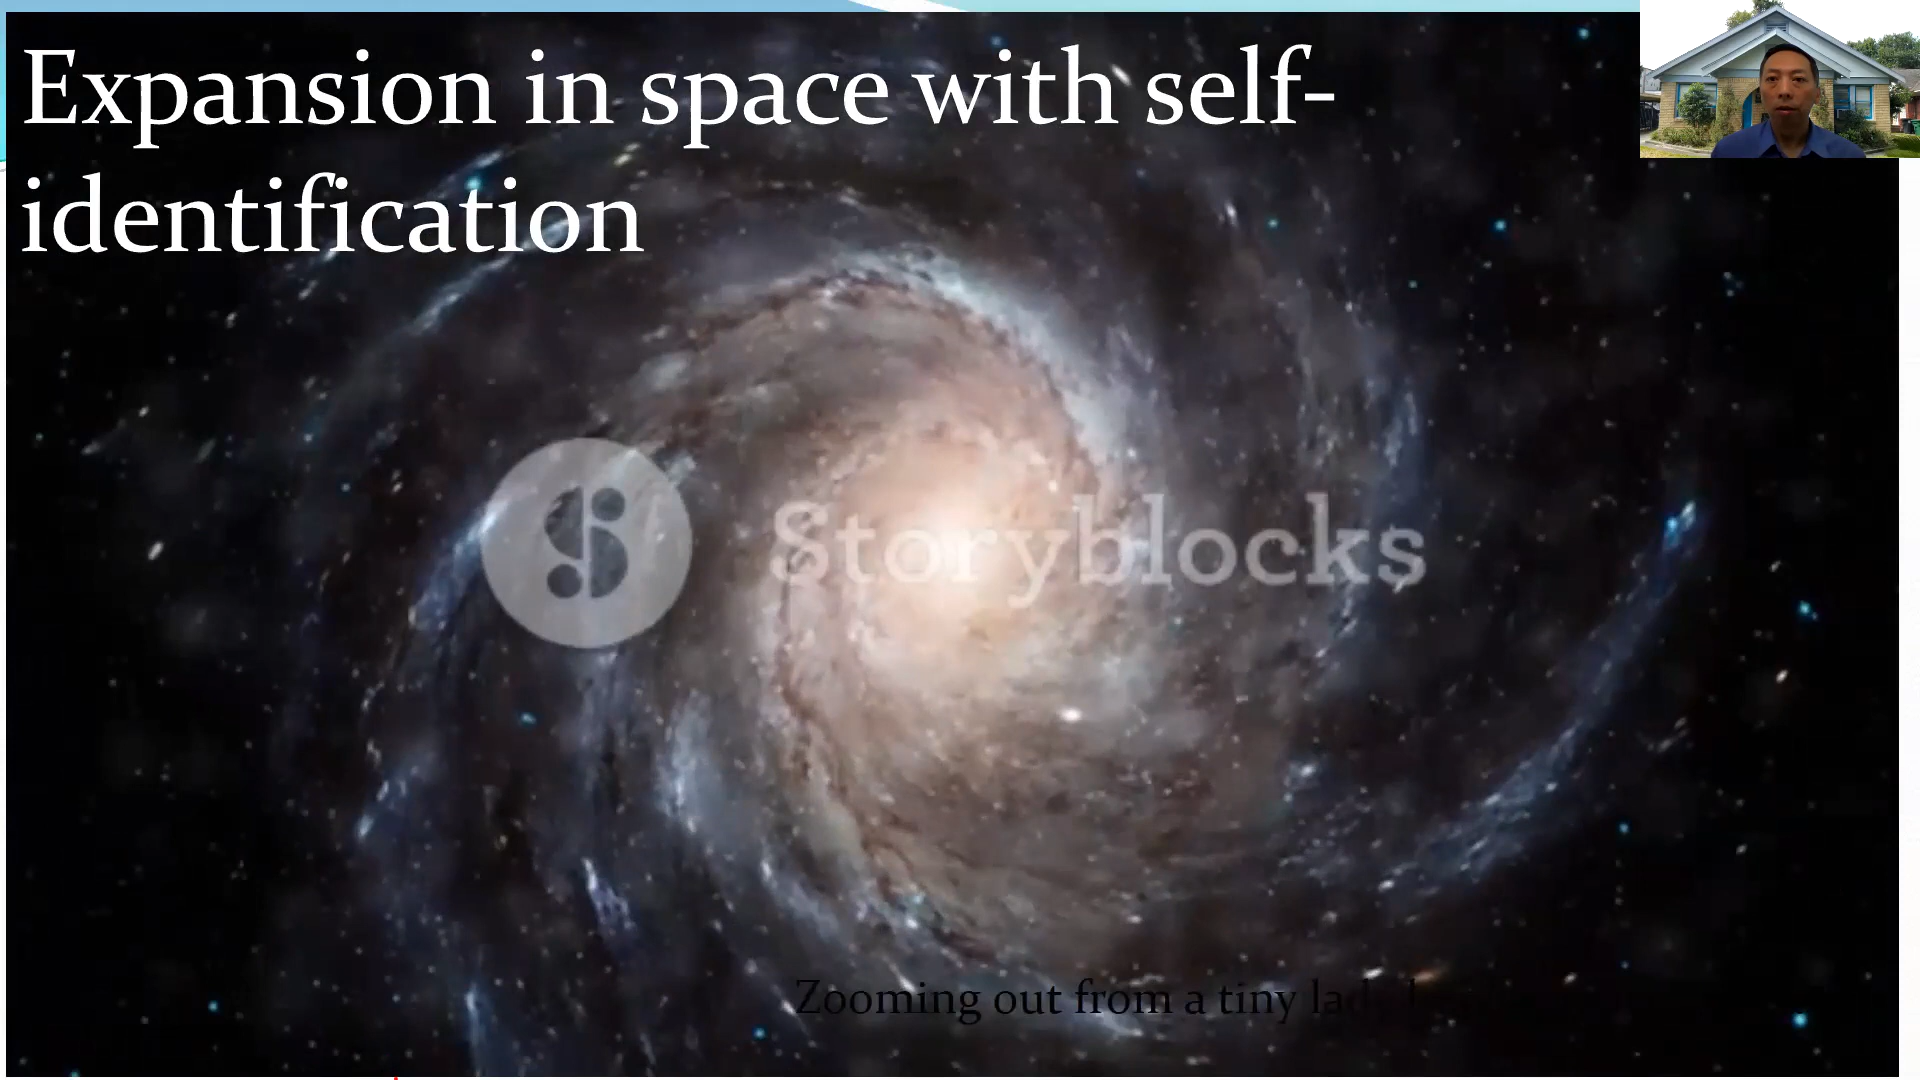 Expansion in space with self-
identification
Storyblocks
Zooming out from a tiny